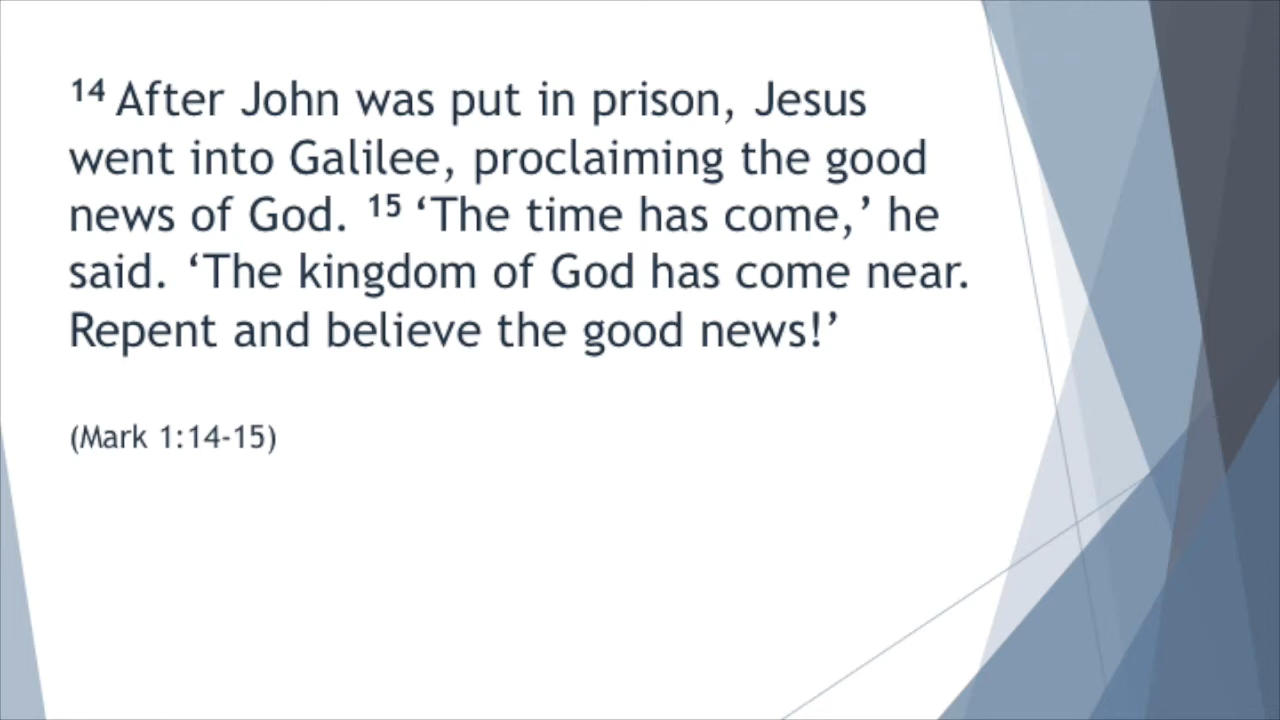 14 After John was put in prison, Jesus
went into Galilee, proclaiming the good
news of God. 15 ‘The time has come,’ he
said. ‘The kingdom of God has come near.
Repent and believe the good news!’
(Mark 1:14-15)